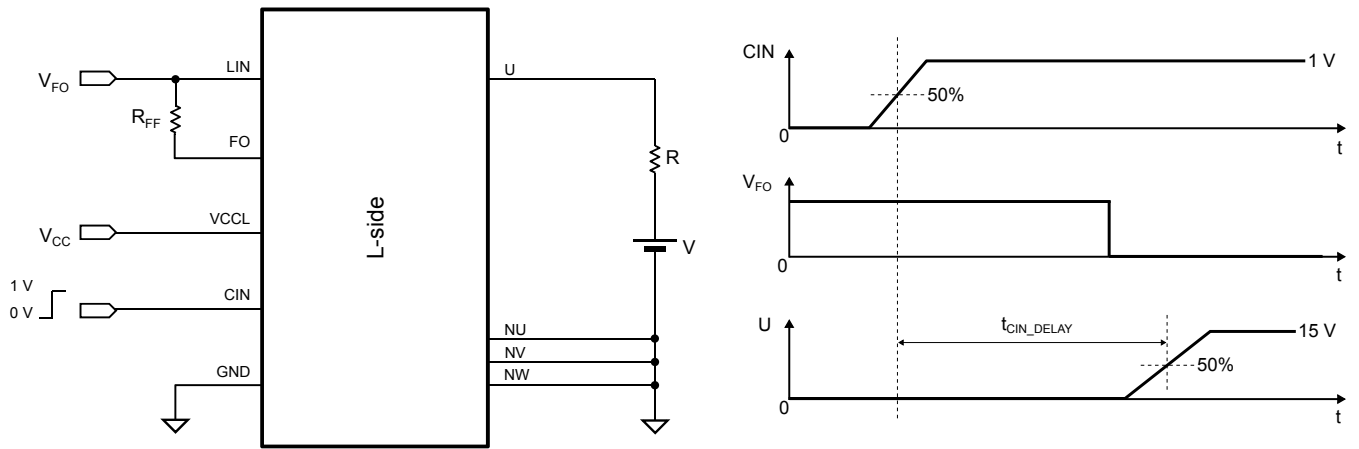 LIN
U
V_FO
R_FF
FO
R
VCCL
V_CC
L-side
V
1 V
0 V
CIN
NU
NV
NW
GND
CIN
1 V
50%
0
t
V_FO
0
t
U
t_CIN_DELAY
15 V
50%
0
t